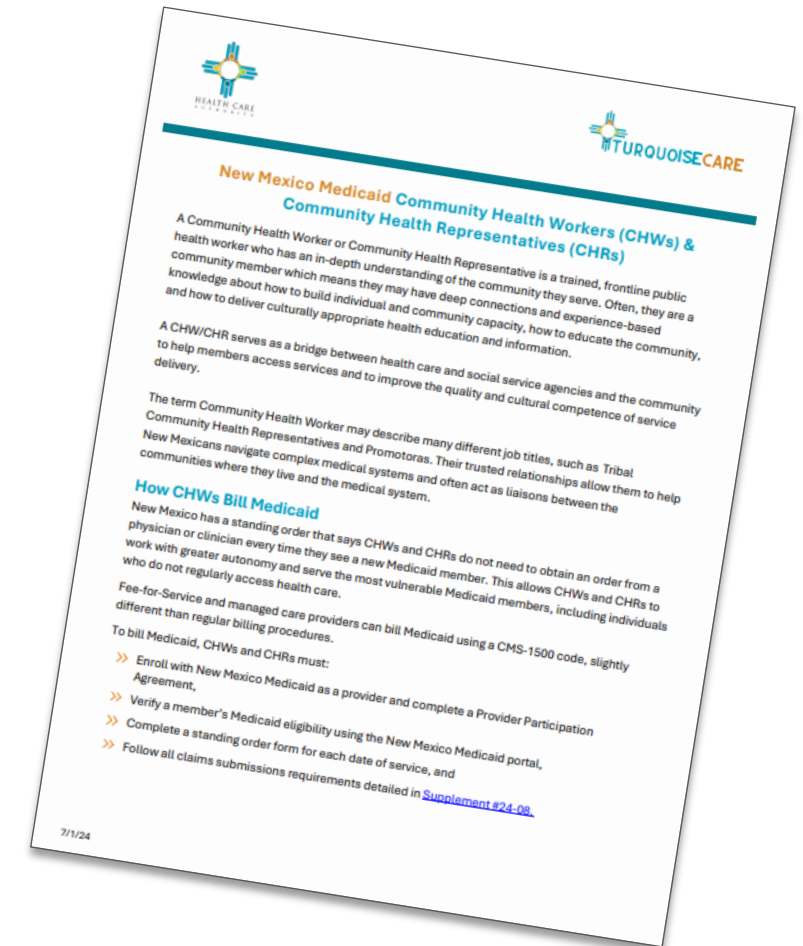 HEALTH CARE
AUTHORITY
TURQUOISECARE
New Mexico Medicaid Community Health Workers (CHWs) &
Community Health Representatives (CHRs)
A Community Health Worker or Community Health Representative is a trained, frontline public
health worker who has an in-depth understanding of the community they serve. Often, they are a
community member which means they may have deep connections and experience-based
knowledge about how to build individual and community capacity, how to educate the community,
and how to deliver culturally appropriate health education and information.
A CHW/CHR serves as a bridge between health care and social service agencies and the community
to help members access services and to improve the quality and cultural competence of service
delivery.
The term Community Health Worker may describe many different job titles, such as Tribal
Community Health Representatives and Promotoras. Their trusted relationships allow them to help
New Mexicans navigate complex medical systems and often act as liaisons between the
communities where they live and the medical system.
How CHWs Bill Medicaid
New Mexico has a standing order that says CHWs and CHRs do not need to obtain an order from a
physician or clinician every time they see a new Medicaid member. This allows CHWs and CHRs to
work with greater autonomy and serve the most vulnerable Medicaid members, including individuals
who do not regularly access health care.
Fee-for-Service and managed care providers can bill Medicaid using a CMS-1500 code, slightly
different than regular billing procedures.
To bill Medicaid, CHWs and CHRs must:
Enroll with New Mexico Medicaid as a provider and complete a Provider Participation
Agreement,
Verify a member's Medicaid eligibility using the New Mexico Medicaid portal,
Complete a standing order form for each date of service, and
Follow all claims submissions requirements detailed in Supplement #24-08.
7/1/24